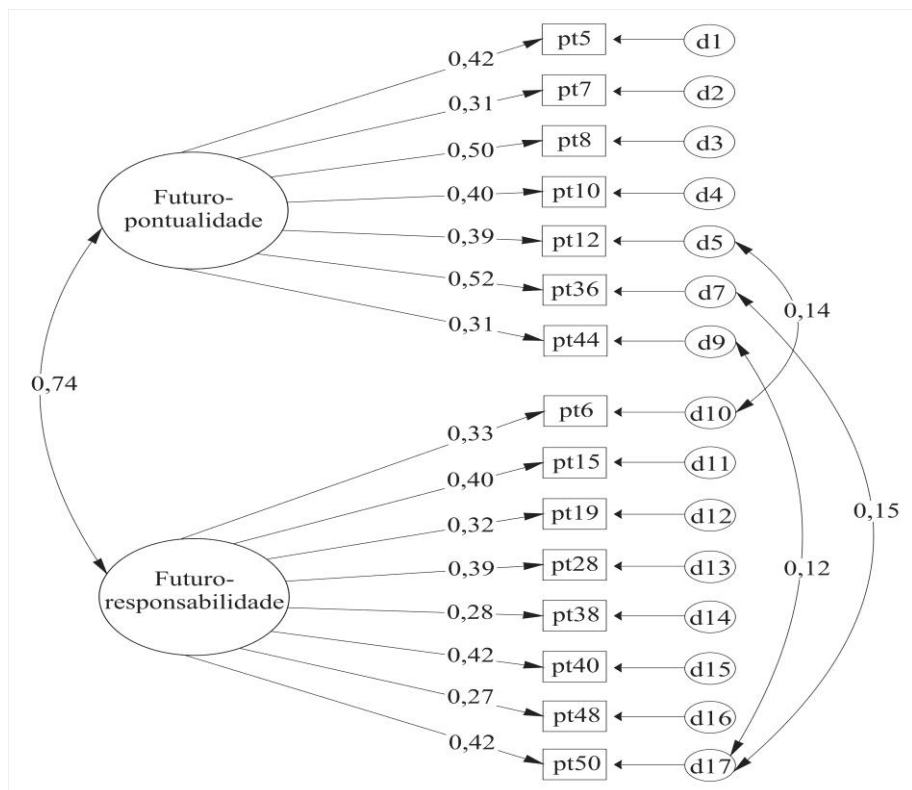 0,42 pt5 d1
0,31 pt7 d2
0,50 pt8 d3
Futuro-
pontualidade
0,40 pt10 d4
0,39 pt12 d5
0,52 pt36 d7
0,14
0,31 pt44 d9
0,74
0,33 pt6 d10
0,40 pt15 d11
0,32 pt19 d12
0,15
0,12
Futuro-
responsabilidade
0,39 pt28 d13
0,28 pt38 d14
0,42 pt40 d15
0,27 pt48 d16
0,42 pt50 d17